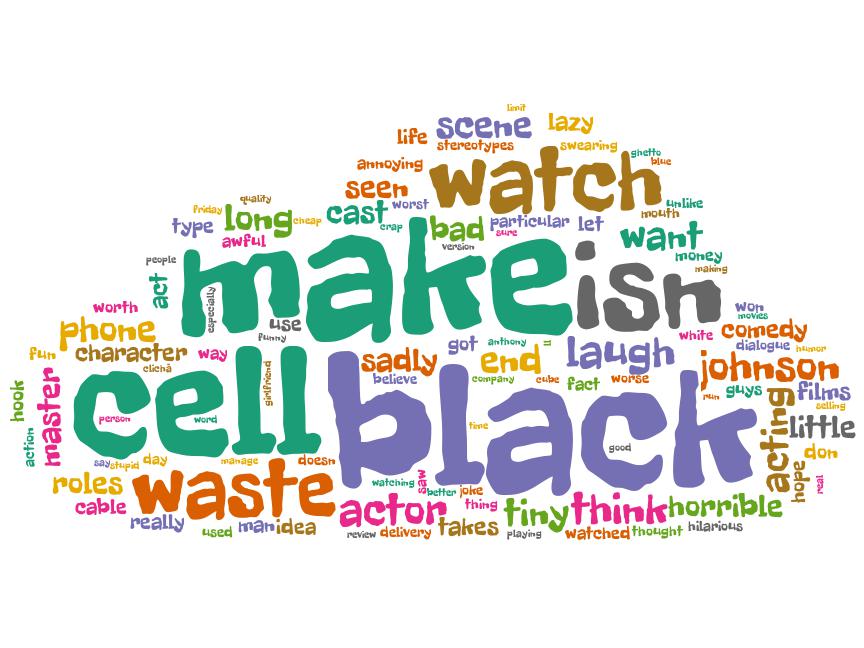 limit
life scene lazy
stereotypes swearing
ghetto
annoying watch blue
seen
quality worst unlike
friday long cheap cast mouth
type crap bad particular let
awful version sure want
people make isn money
act especially making
worth won
phone use movies
funny got anthony white comedy
fun character way sadly end laugh dialogue humor
clichã cell black johnson
hook girlfriend believe company cube fact worse guys films
master run selling
person word time good acting little
action don
say stupid day manage doesn hope real
roles waste watching saw better joke
cable actor thing tiny think horrible
really used man idea takes watched thought hilarious
review delivery playing